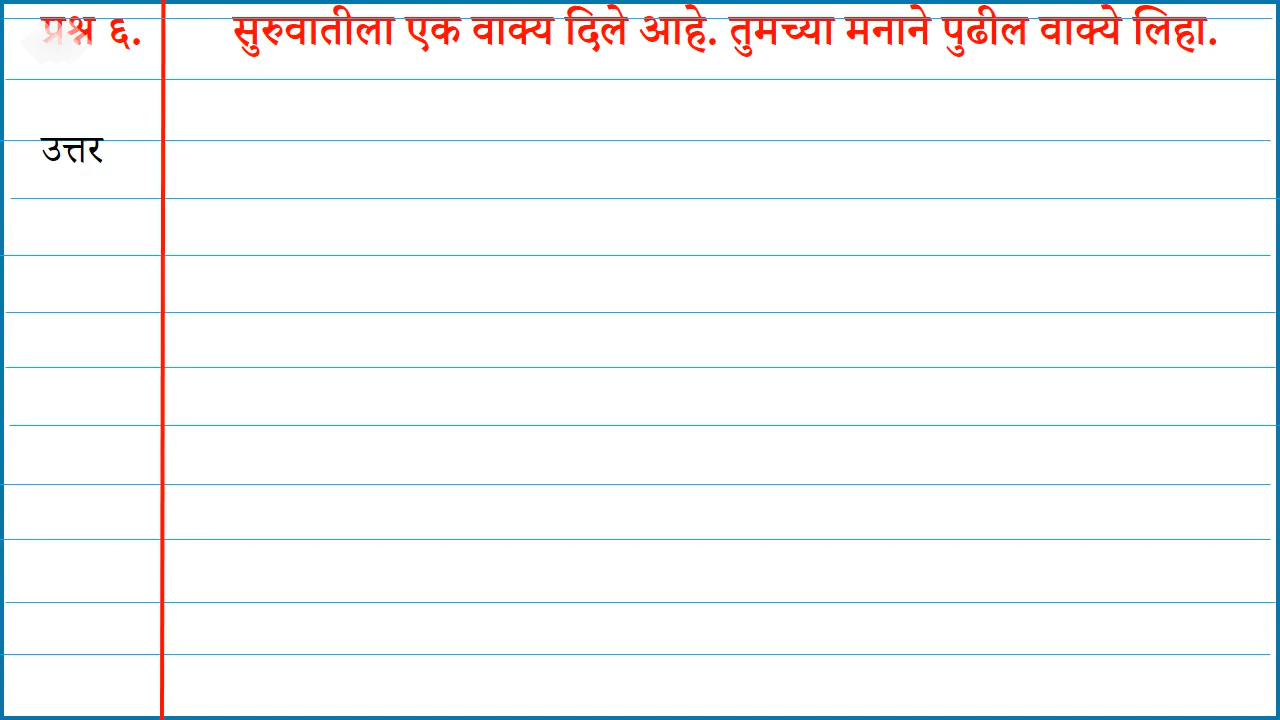 प्रश्न ६. सुरुवातीला एक वाक्य दिले आहे. तुमच्या मनाने पुढील वाक्ये लिहा.
उत्तर